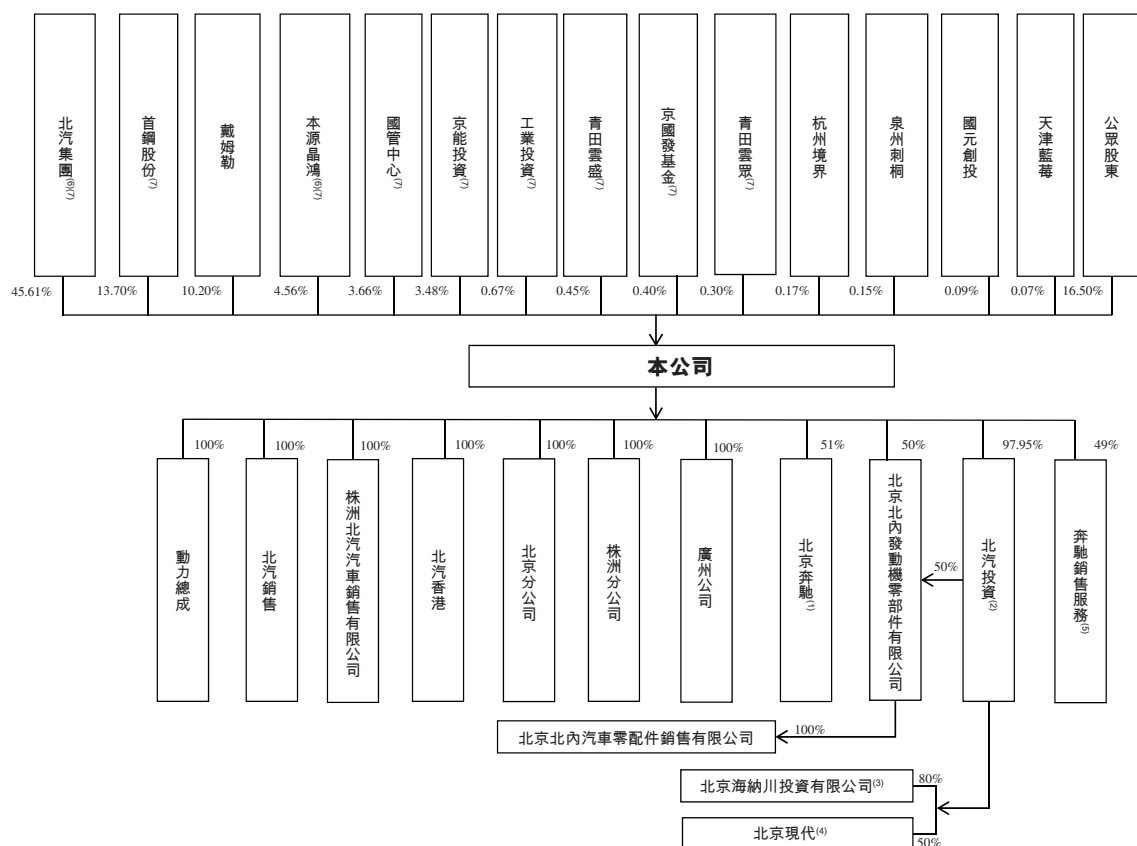 北汽集團(6)(7)
首鋼股份(7)
戴姆勒
本源晶鴻(6)(7)
國管中心(7)
京能投資(7)
工業投資(7)
青田雲盛(7)
京國發基金(7)
青田雲眾(7)
杭州境界
泉州刺桐
國元創投
天津藍莓
公眾股東
45.61%
13.70%
10.20%
4.56%
3.66%
3.48%
0.67%
0.45%
0.40%
0.30%
0.17%
0.15%
0.09%
0.07%
16.50%
本公司
100%
100%
100%
100%
100%
100%
100%
51%
50%
97.95%
49%
動力總成
北汽銷售
株洲北汽汽車銷售有限公司
北汽香港
北京分公司
株洲分公司
廣州公司
北京奔馳(1)
北京北內發動機零部件有限公司
50%
北汽投資(2)
奔馳銷售服務(5)
北京北內汽車零配件銷售有限公司
100%
北京海納川投資有限公司(3)
80%
北京現代(4)
50%